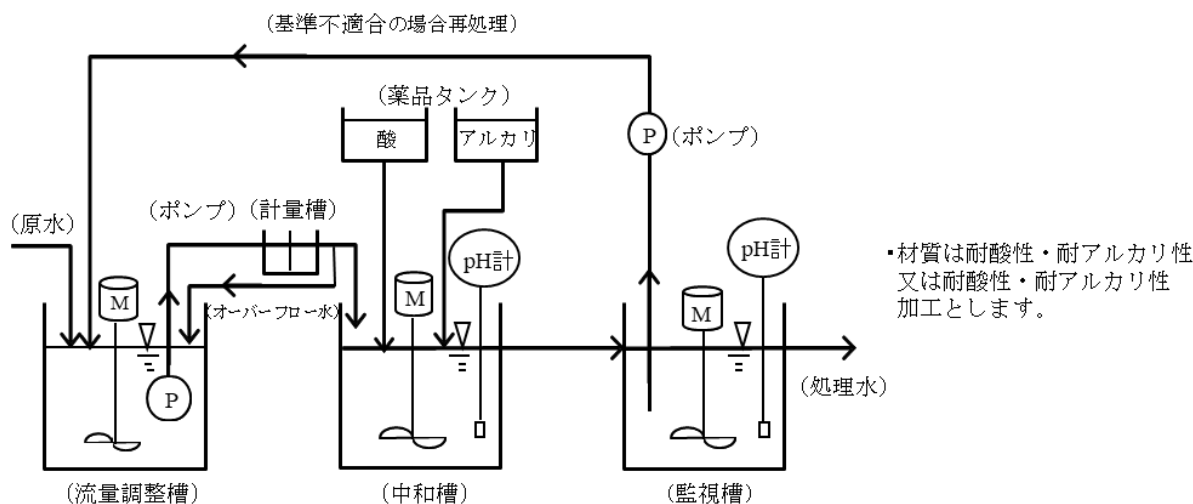 (基準不適合の場合再処理)
(薬品タンク)
酸
アルカリ
P
(ポンプ)
(原水)
(ポンプ)
(計量槽)
pH計
pH計
・材質は耐酸性・耐アルカリ性
又は耐酸性・耐アルカリ性
加工とします。
M
M
M
(オーバーフロー水)
P
(処理水)
(流量調整槽)
(中和槽)
(監視槽)